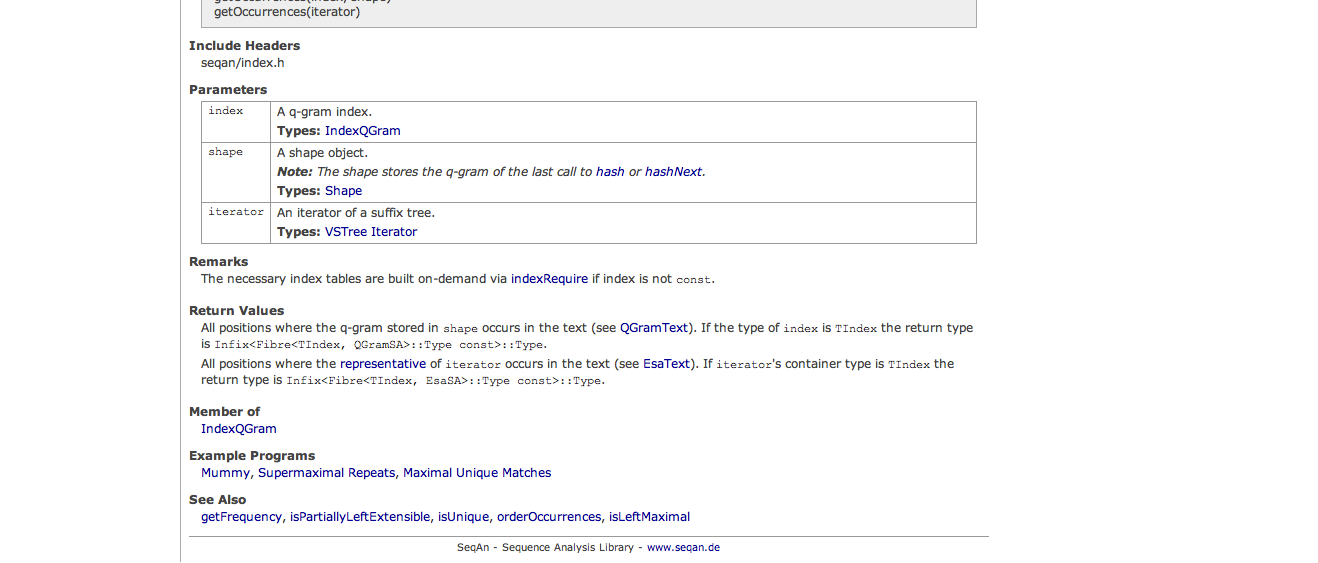 getOccurrences(iterator)
Include Headers
seqan/index.h
Parameters
index
A q-gram index.
Types: IndexQGram
shape
A shape object.
Note: The shape stores the q-gram of the last call to hash or hashNext.
Types: Shape
iterator
An iterator of a suffix tree.
Types: VSTree Iterator
Remarks
The necessary index tables are built on-demand via indexRequire if index is not const.
Return Values
All positions where the q-gram stored in shape occurs in the text (see QGramText). If the type of index is TIndex the return type
is Infix<Fibre<TIndex, QGramSA>::Type const>::Type.
All positions where the representative of iterator occurs in the text (see EsaText). If iterator's container type is TIndex the
return type is Infix<Fibre<TIndex, EsaSA>::Type const>::Type.
Member of
IndexQGram
Example Programs
Mummy, Supermaximal Repeats, Maximal Unique Matches
See Also
getFrequency, isPartiallyLeftExtensible, isUnique, orderOccurrences, isLeftMaximal
SeqAn - Sequence Analysis Library - www.seqan.de